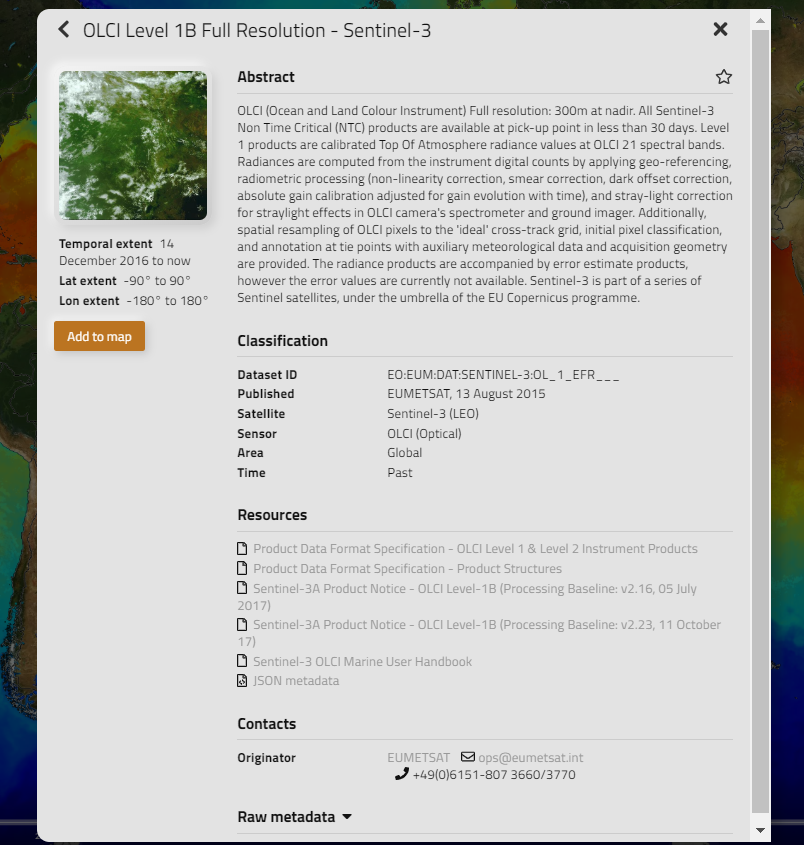 OLCI Level 1B Full Resolution - Sentinel-3
Temporal extent 14
December 2016 to now
Lat extent -90° to 90°
Lon extent -180° to 180°
Add to map
Abstract
OLCI (Ocean and Land Colour Instrument) Full resolution: 300m at nadir. All Sentinel-3
Non Time Critical (NTC) products are available at pick-up point in less than 30 days. Level
1 products are calibrated Top Of Atmosphere radiance values at OLCI 21 spectral bands.
Radiances are computed from the instrument digital counts by applying geo-referencing,
radiometric processing (non-linearity correction, smear correction, dark offset correction,
absolute gain calibration adjusted for gain evolution with time), and stray-light correction
for straylight effects in OLCI camera's spectrometer and ground imager. Additionally,
spatial resampling of OLCI pixels to the 'ideal' cross-track grid, initial pixel classification,
and annotation at tie points with auxiliary meteorological data and acquisition geometry
are provided. The radiance products are accompanied by error estimate products,
however the error values are currently not available. Sentinel-3 is part of a series of
Sentinel satellites, under the umbrella of the EU Copernicus programme.
Classification
Dataset ID EO:EUM:DAT:SENTINEL-3:OL_1_EFR___
Published EUMETSAT, 13 August 2015
Satellite Sentinel-3 (LEO)
Sensor OLCI (Optical)
Area Global
Time Past
Resources
Product Data Format Specification - OLCI Level 1 & Level 2 Instrument Products
Product Data Format Specification - Product Structures
Sentinel-3A Product Notice - OLCI Level-1B (Processing Baseline: v2.16, 05 July
2017)
Sentinel-3A Product Notice - OLCI Level-1B (Processing Baseline: v2.23, 11 October
17)
Sentinel-3 OLCI Marine User Handbook
JSON metadata
Contacts
Originator EUMETSAT ops@eumetsat.int
+49(0)6151-807 3660/3770
Raw metadata